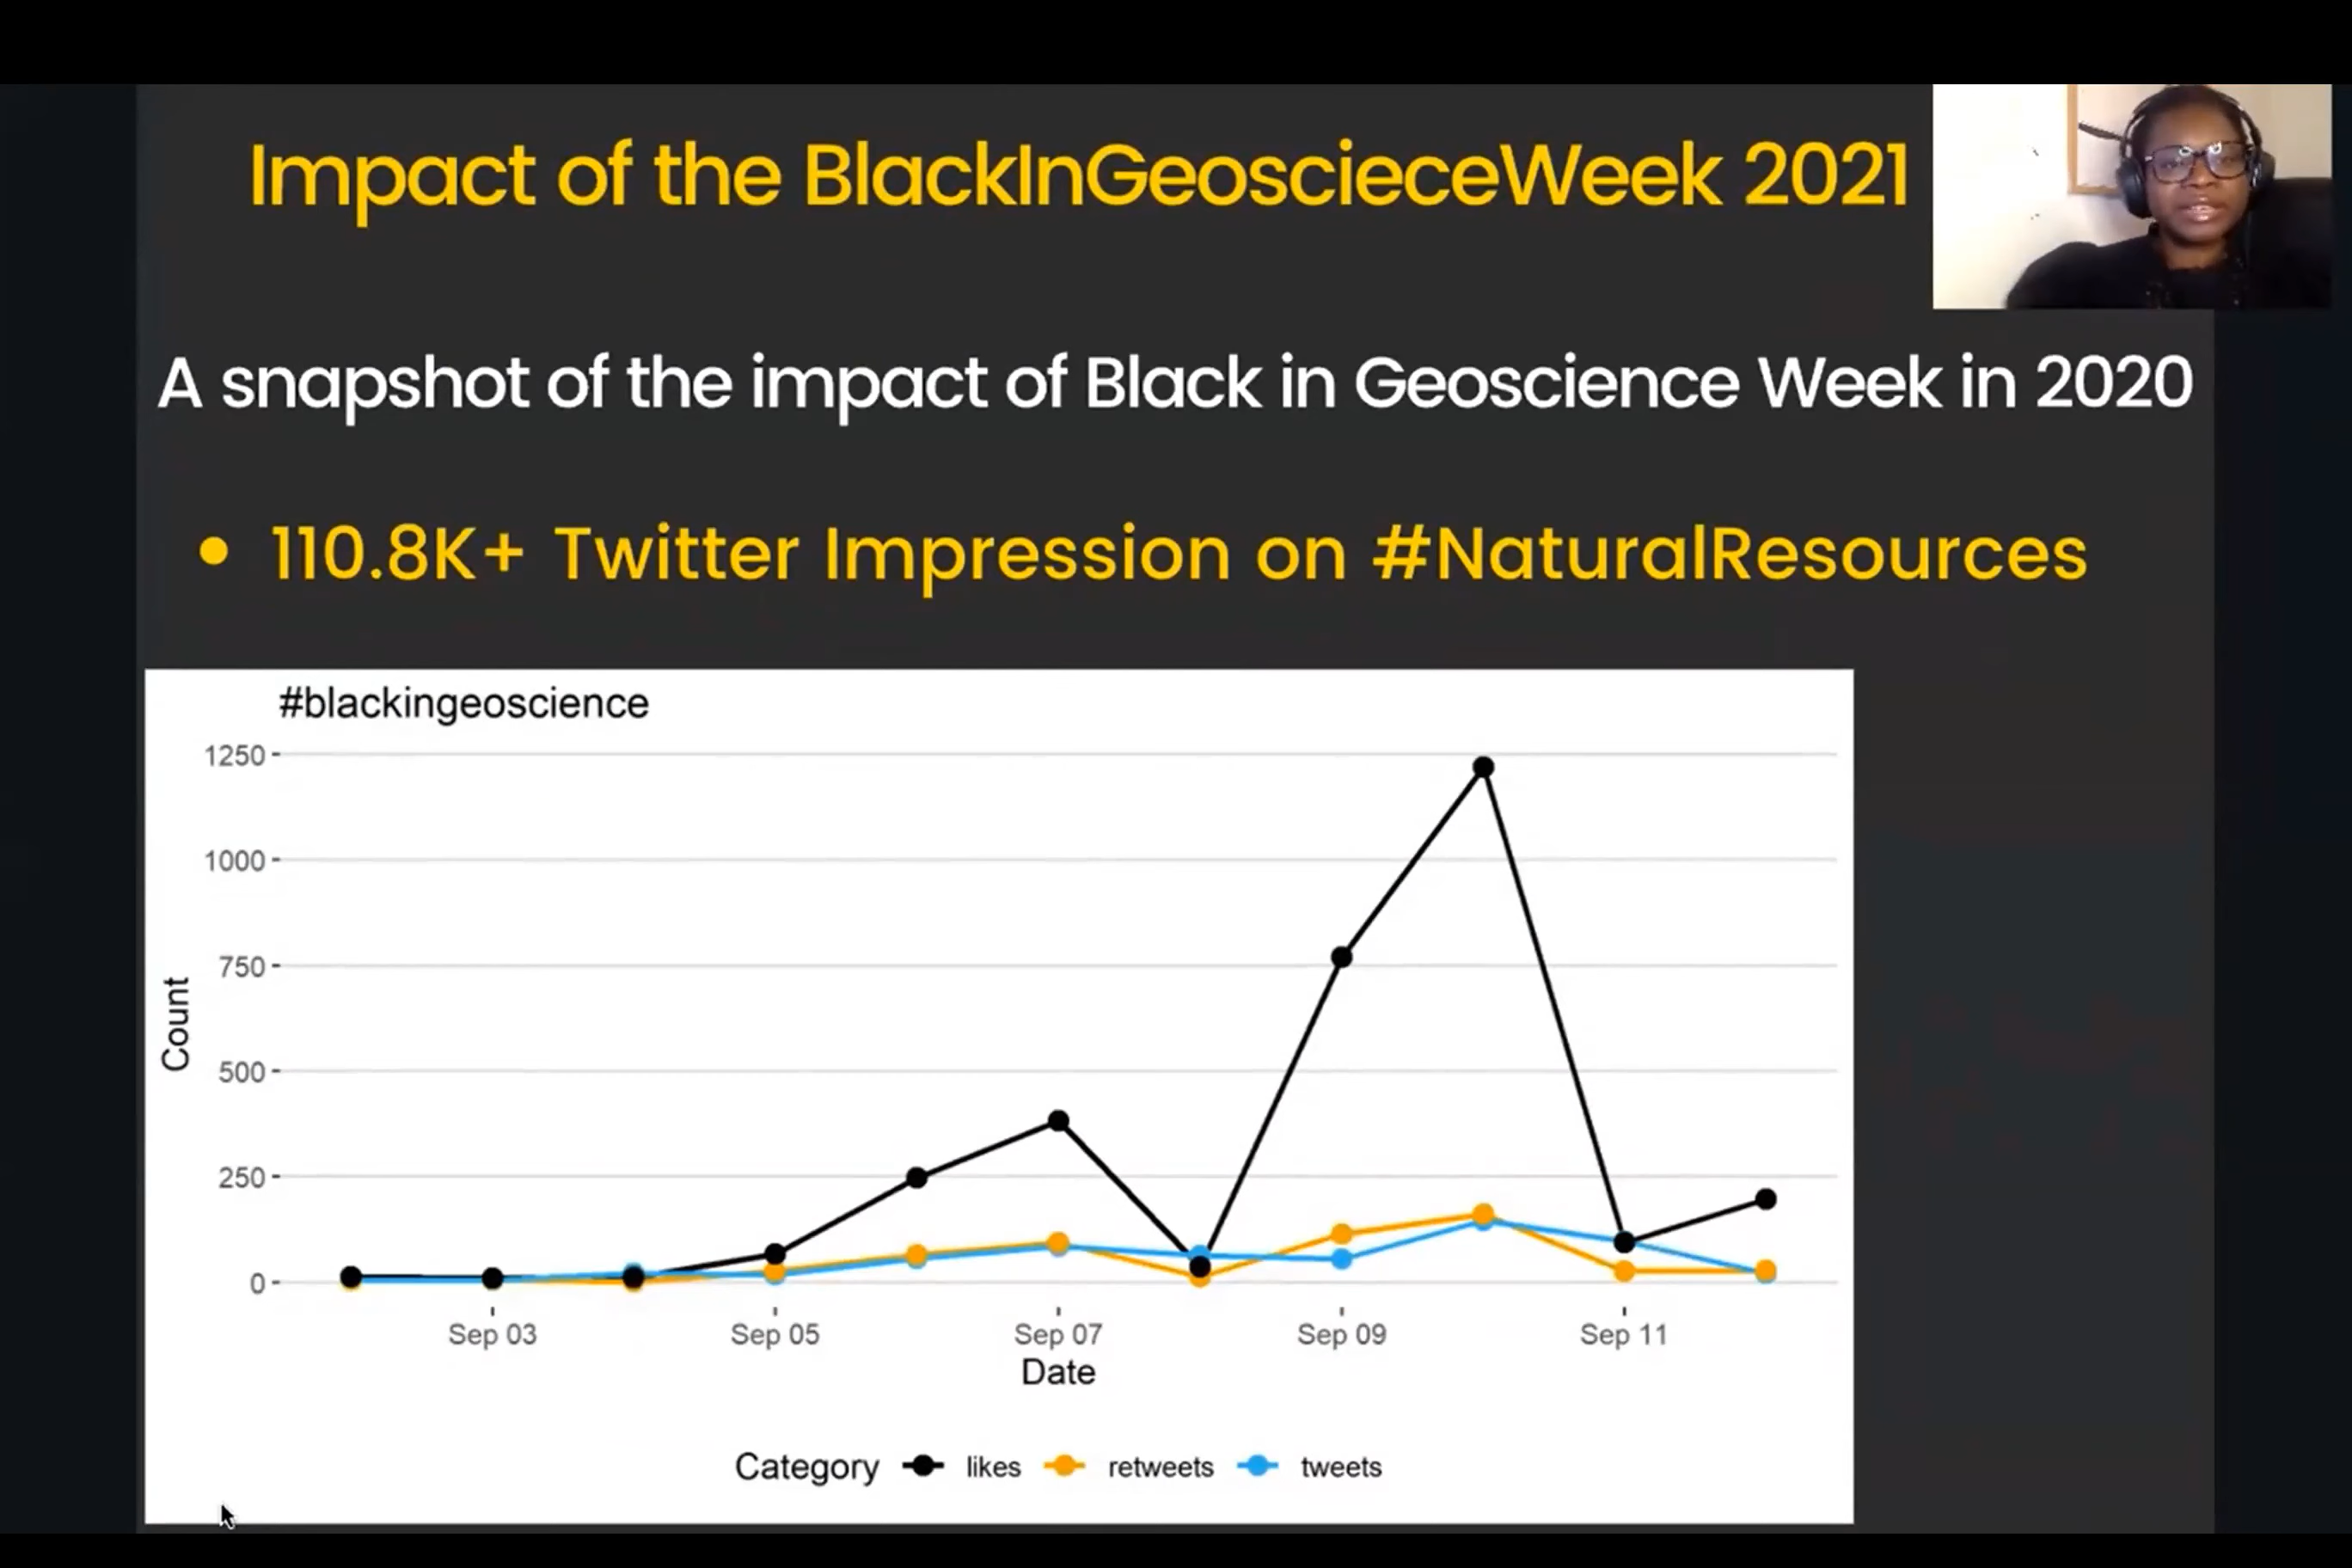 Impact of the BlackInGeoscieceWeek 2021
A snapshot of the impact of Black in Geoscience Week in 2020
• 110.8K+ Twitter Impression on #NaturalResources
#blackingeoscience
1250
1000
750
500
250
0
Count
Sep 03 Sep 05 Sep 07 Sep 09 Sep 11
Date
Category likes retweets tweets